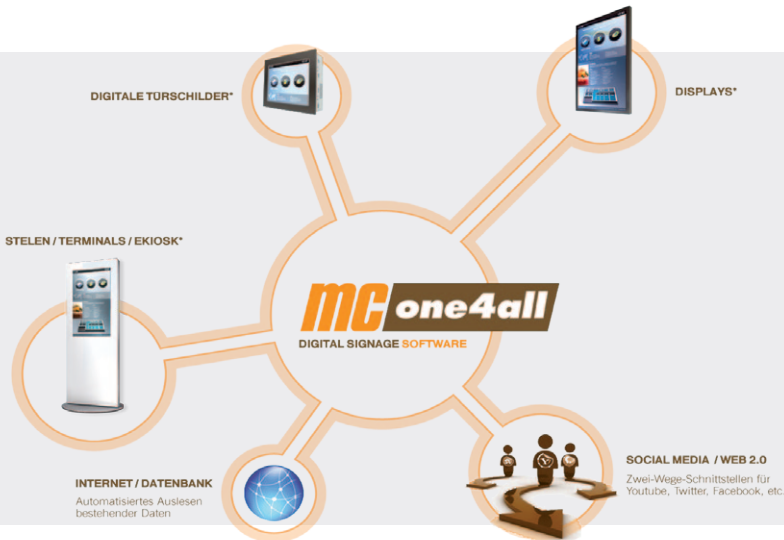 DIGITALE TÜRSCHILDER*
DISPLAYS*
STELEN / TERMINALS / EKIOSK*
mc one4all
DIGITAL SIGNAGE SOFTWARE
INTERNET / DATENBANK
Automatisiertes Auslesen
bestehender Daten
SOCIAL MEDIA / WEB 2.0
Zwei-Wege-Schnittstellen für
Youtube, Twitter, Facebook, etc.